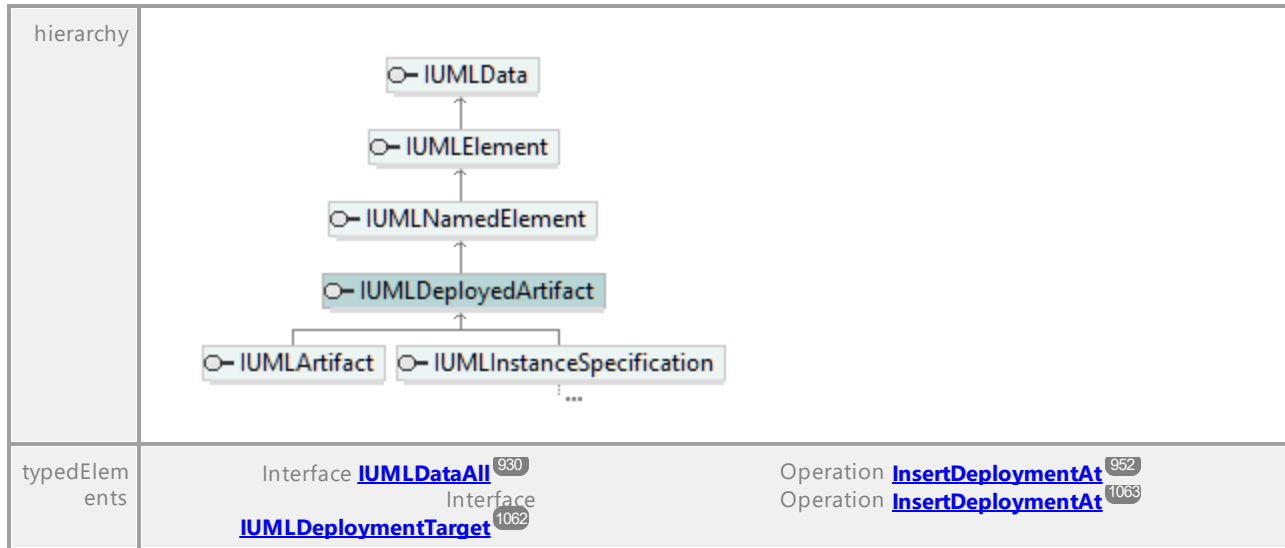 hierarchy
IUMLData
IUMLElement
IUMLNamedElement
IUMLDeployedArtifact
IUMLArtifact IUMLInstanceSpecification
...
typedElem
ents
Interface IUMLDataAll 930
Interface
IUMLDeploymentTarget 1062
Operation InsertDeploymentAt 952
Operation InsertDeploymentAt 1063